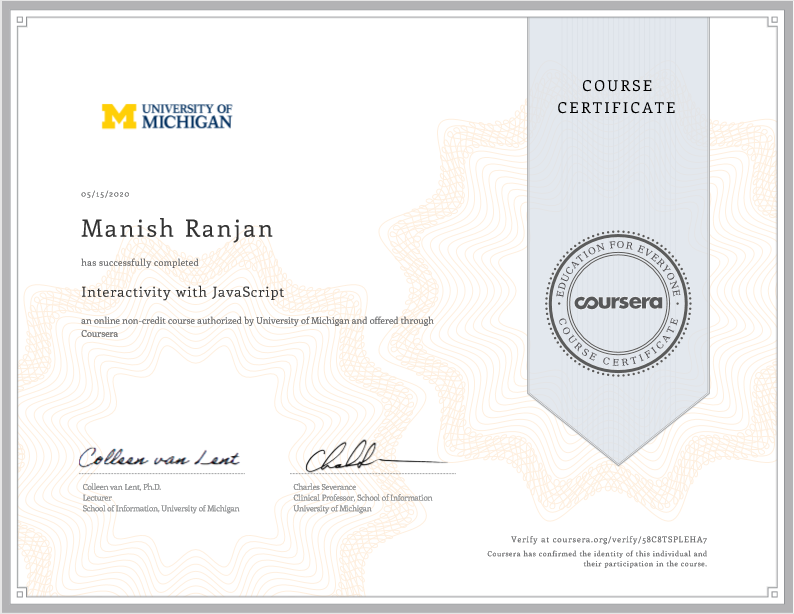 UNIVERSITY OF
MICHIGAN
COURSE
CERTIFICATE
05/15/2020
Manish Ranjan
has successfully completed
Interactivity with JavaScript
an online non-credit course authorized by University of Michigan and offered through
Coursera
EDUCATION FOR EVERYONE
coursera
COURSE CERTIFICATE
Colleen van Lent
Colleen van Lent, Ph.D.
Lecturer
School of Information, University of Michigan
Charles Severance
Clinical Professor, School of Information
University of Michigan
Verify at coursera.org/verify/58C8TSPLEHA7
Coursera has confirmed the identity of this individual and
their participation in the course.